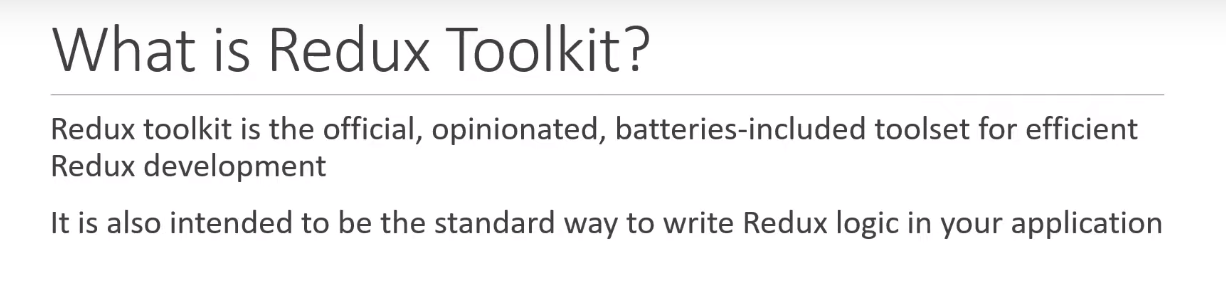 What is Redux Toolkit?
Redux toolkit is the official, opinionated, batteries-included toolset for efficient
Redux development
It is also intended to be the standard way to write Redux logic in your application